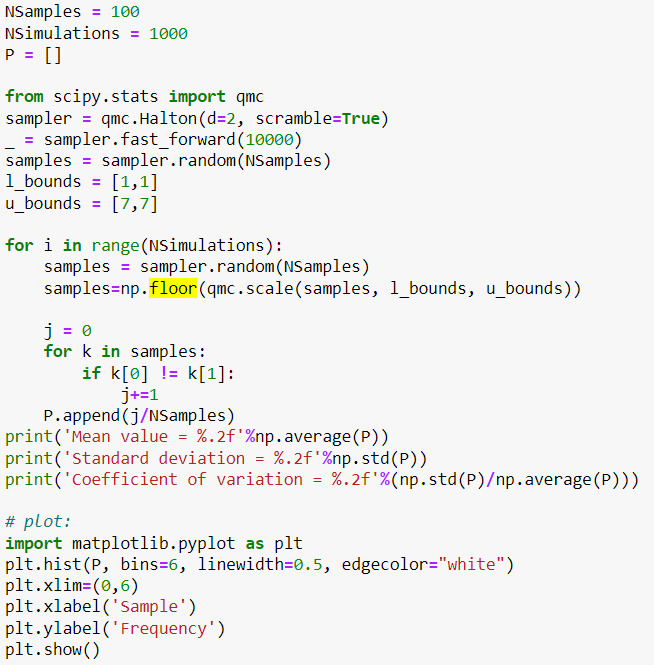 NSamples = 100
NSimulations = 1000
P = []
from scipy.stats import qmc
sampler = qmc.Halton(d=2, scramble=True)
_ = sampler.fast_forward(10000)
samples = sampler.random(NSamples)
l_bounds = [1,1]
u_bounds = [7,7]
for i in range(NSimulations):
    samples = sampler.random(NSamples)
    samples=np.floor(qmc.scale(samples, l_bounds, u_bounds))
    j = 0
    for k in samples:
        if k[0] != k[1]:
            j+=1
    P.append(j/NSamples)
print('Mean value = %.2f'%np.average(P))
print('Standard deviation = %.2f'%np.std(P))
print('Coefficient of variation = %.2f'%(np.std(P)/np.average(P)))
# plot:
import matplotlib.pyplot as plt
plt.hist(P, bins=6, linewidth=0.5, edgecolor="white")
plt.xlim=(0,6)
plt.xlabel('Sample')
plt.ylabel('Frequency')
plt.show()